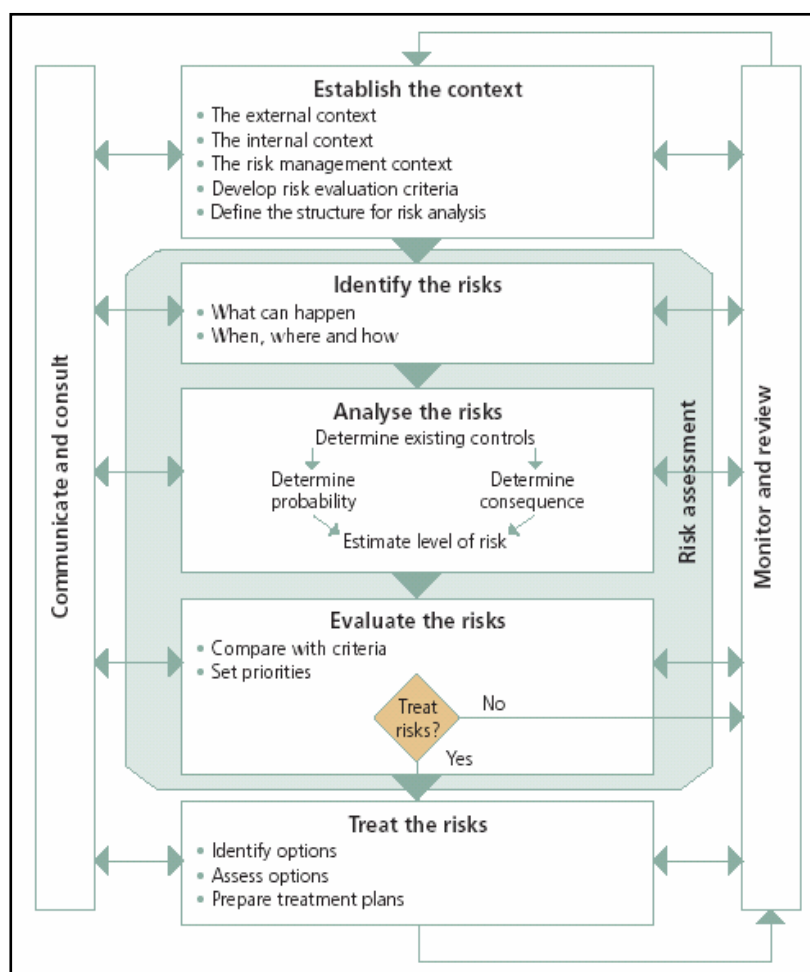 Establish the context
• The external context
• The internal context
• The risk management context
• Develop risk evaluation criteria
• Define the structure for risk analysis
Identify the risks
• What can happen
• When, where and how
Analyse the risks
Determine existing controls
Determine
probability
Determine
consequence
Estimate level of risk
Evaluate the risks
• Compare with criteria
• Set priorities
Treat
risks?
No
Yes
Treat the risks
• Identify options
• Assess options
• Prepare treatment plans
Communicate and consult
Risk assessment
Monitor and review